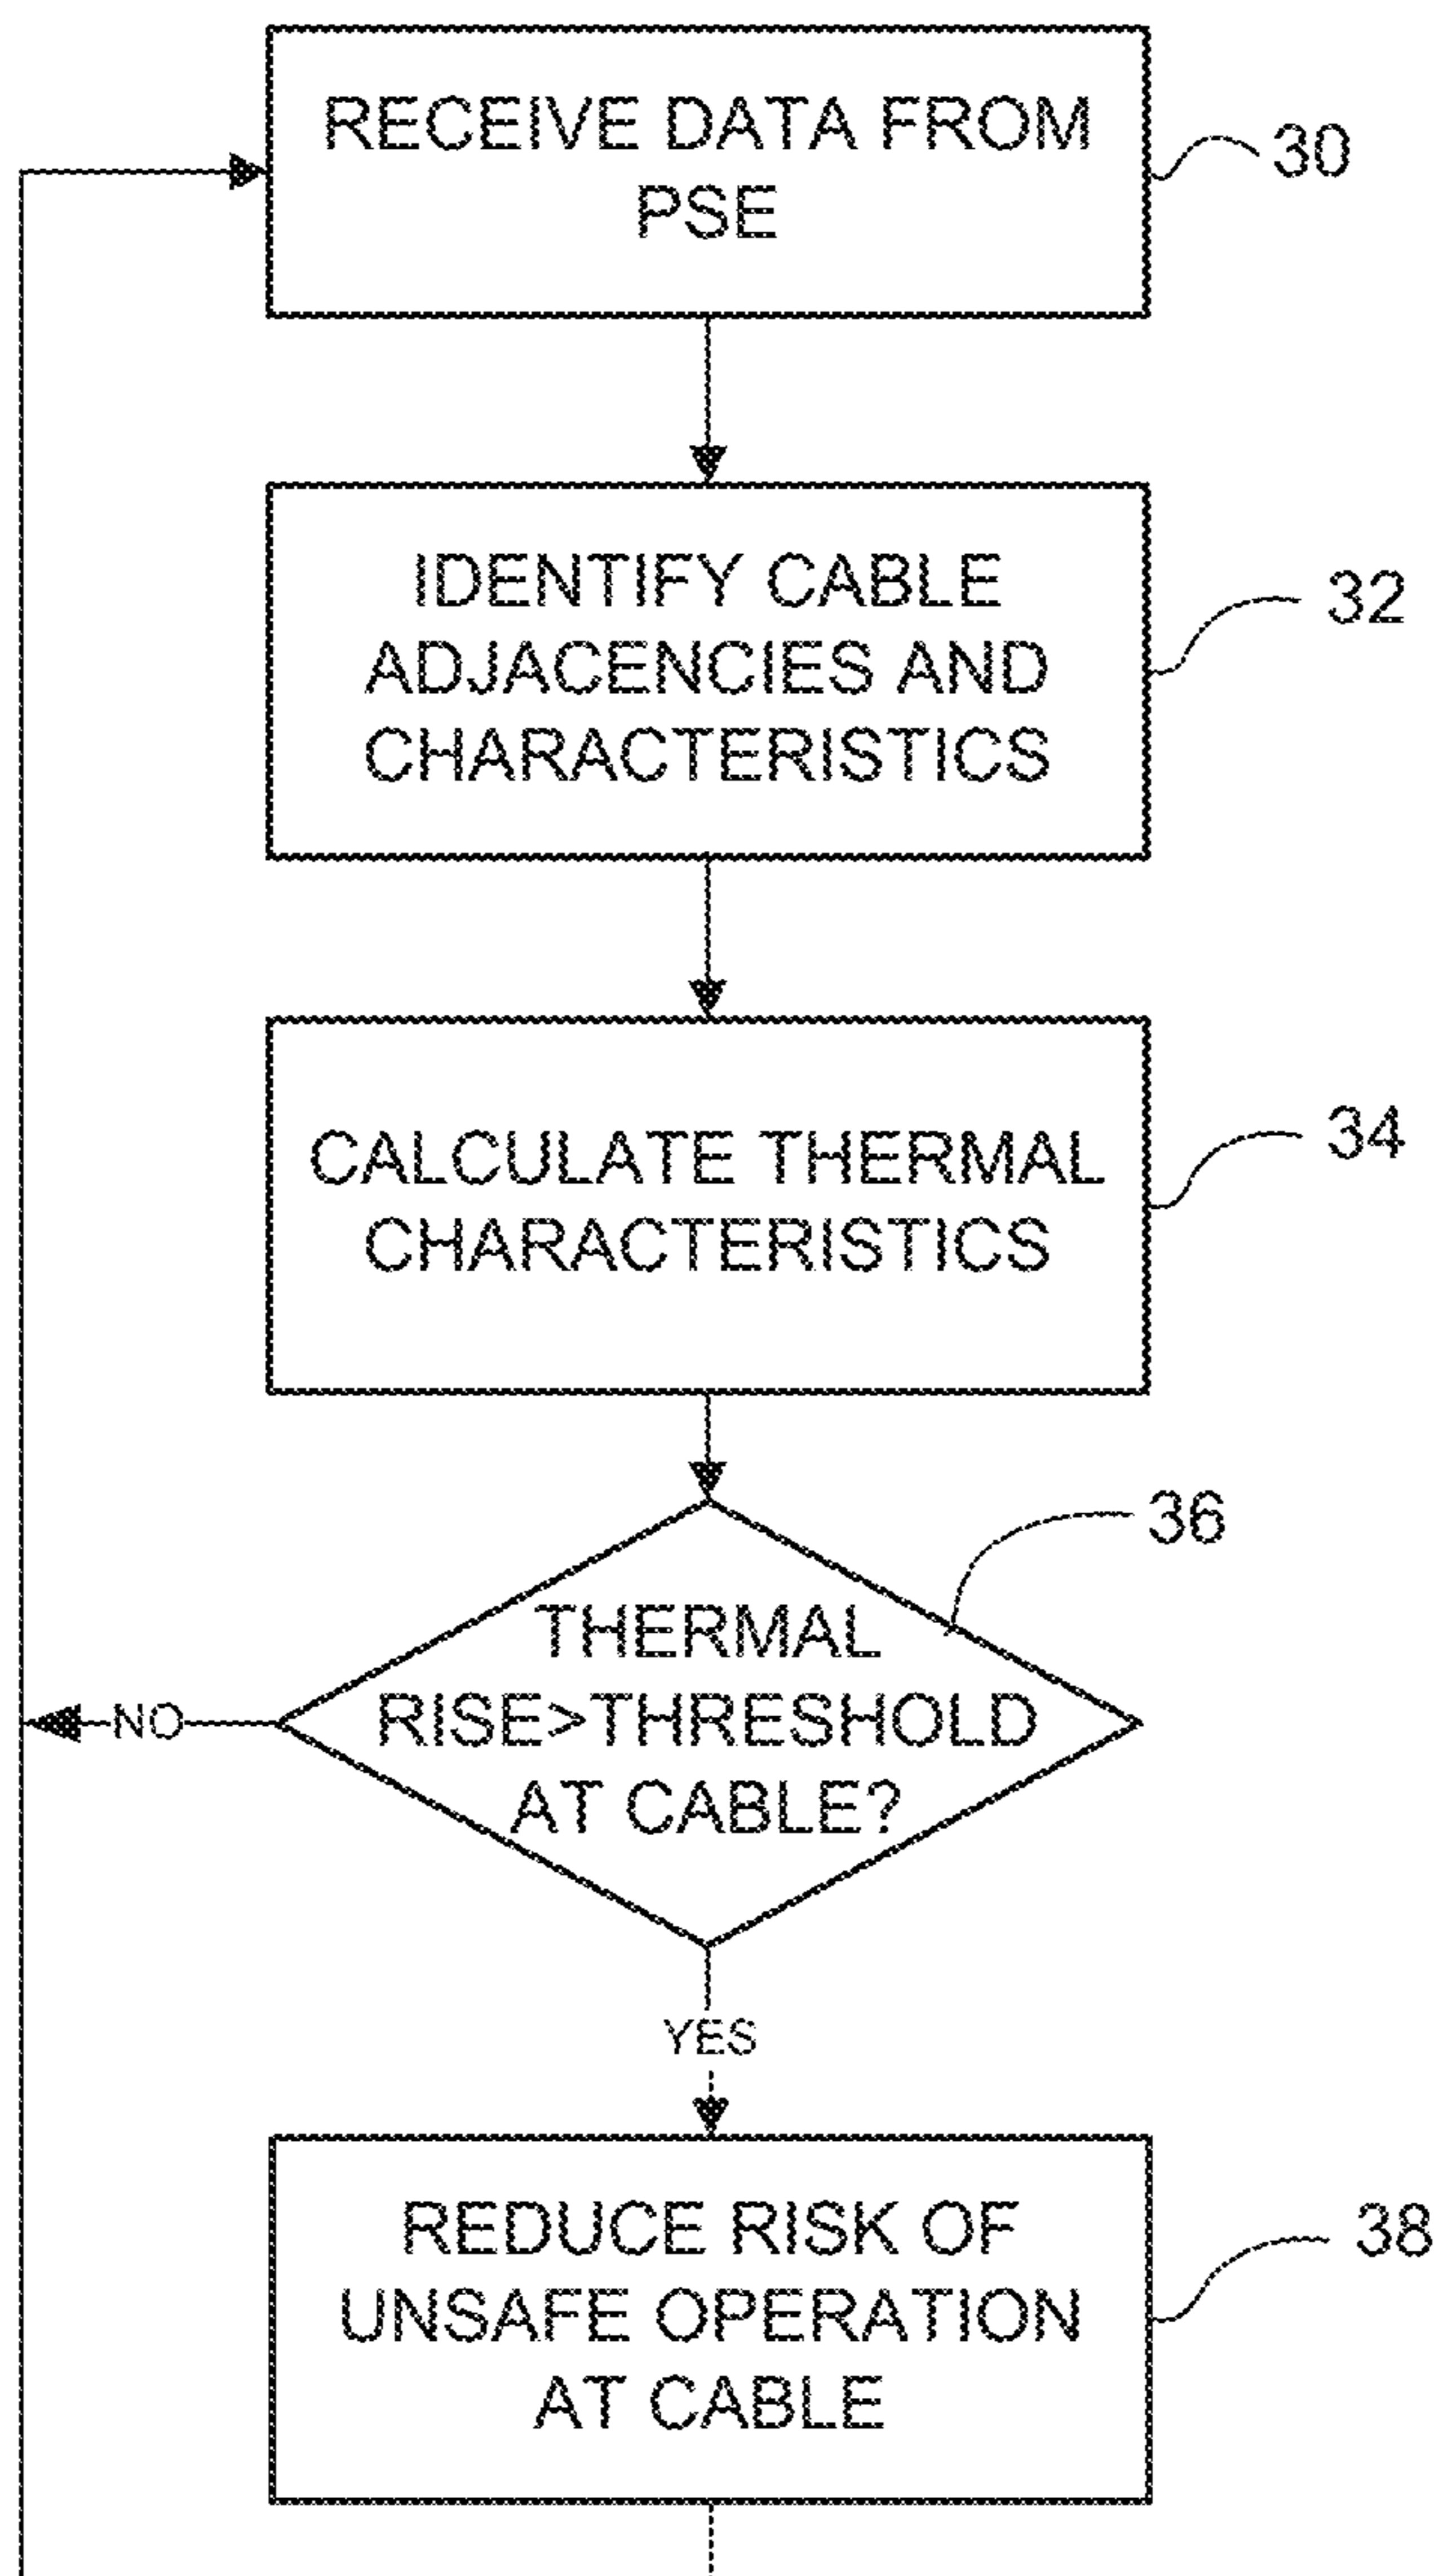 RECEIVE DATA FROM
PSE
30
IDENTIFY CABLE
ADJACENCIES AND
CHARACTERISTICS
32
CALCULATE THERMAL
CHARACTERISTICS
34
36
THERMAL
RISE>THRESHOLD
AT CABLE?
NO
YES
REDUCE RISK OF
UNSAFE OPERATION
AT CABLE
38